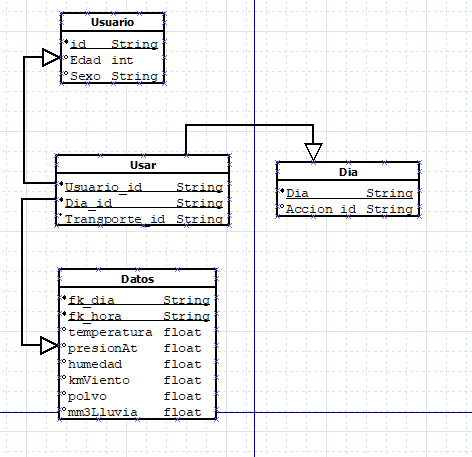 Usuario
id String
Edad int
Sexo String
Usar
Usuario_id String
Dia_id String
Transporte_id String
Dia
Dia String
Accion_id String
Datos
fk_dia String
fk_hora String
temperatura float
presionAt float
humedad float
kmViento float
polvo float
mm3Lluvia float